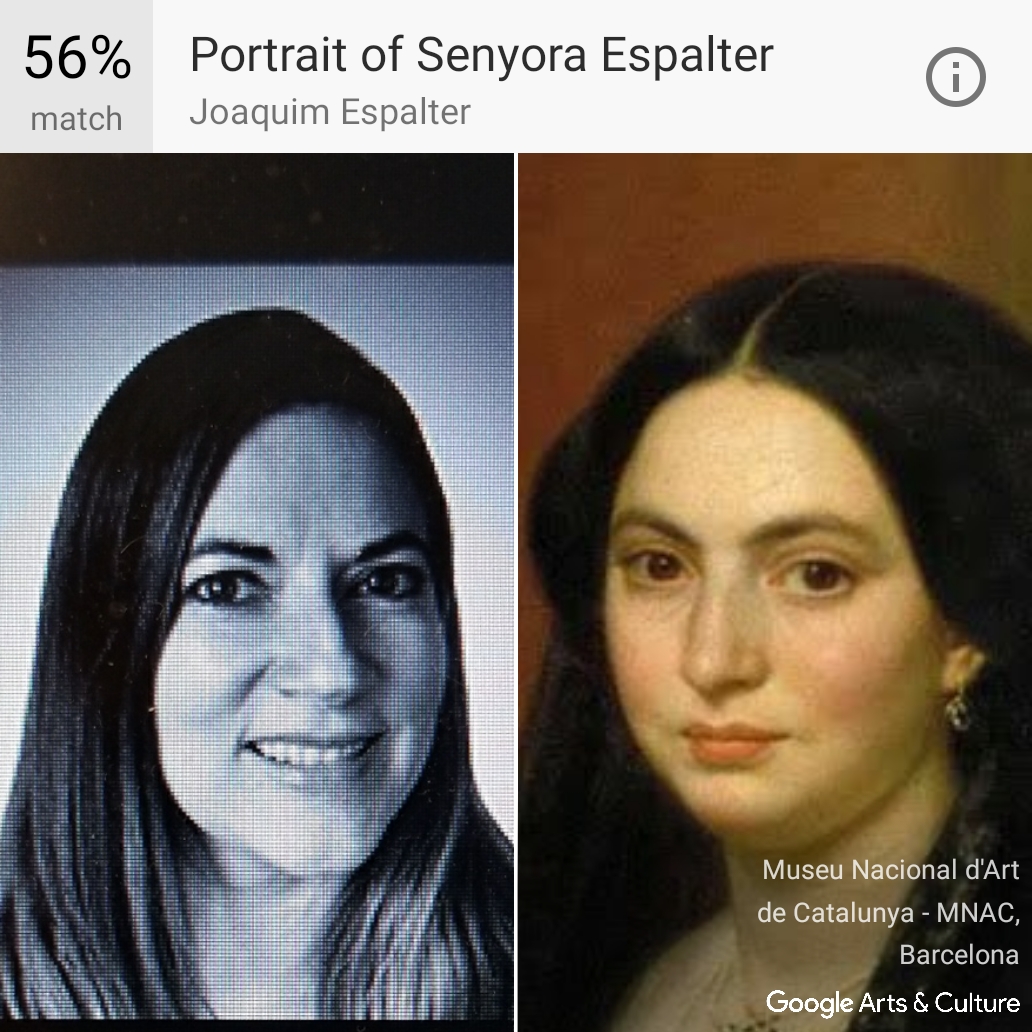 56%
match
Portrait of Senyora Espalter
Joaquim Espalter
Museu Nacional d'Art
de Catalunya - MNAC,
Barcelona
Google Arts & Culture